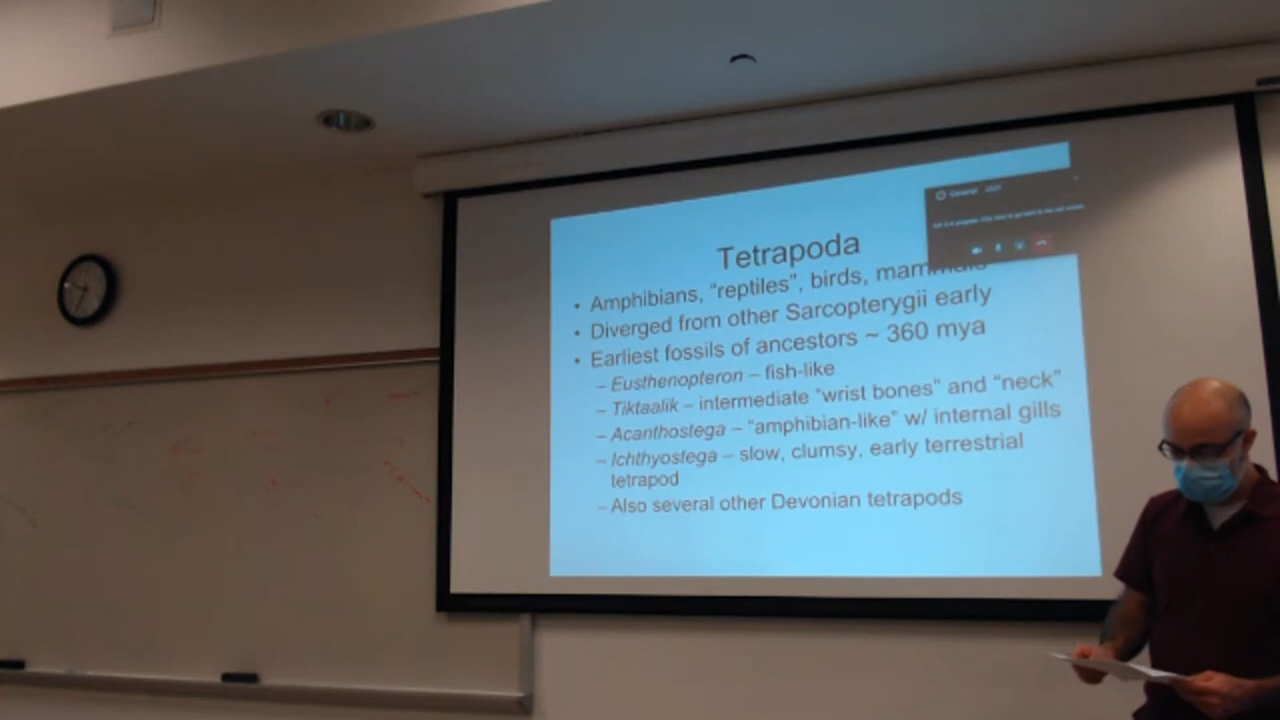 General
Tetrapoda
• Amphibians, "reptiles", birds, mammals
• Diverged from other Sarcopterygii early
• Earliest fossils of ancestors ~ 360 mya
– Eusthenopteron – fish-like
– Tiktaalik – intermediate "wrist bones" and "neck"
– Acanthostega – "amphibian-like" w/ internal gills
– Ichthyostega – slow, clumsy, early terrestrial
tetrapod
– Also several other Devonian tetrapods